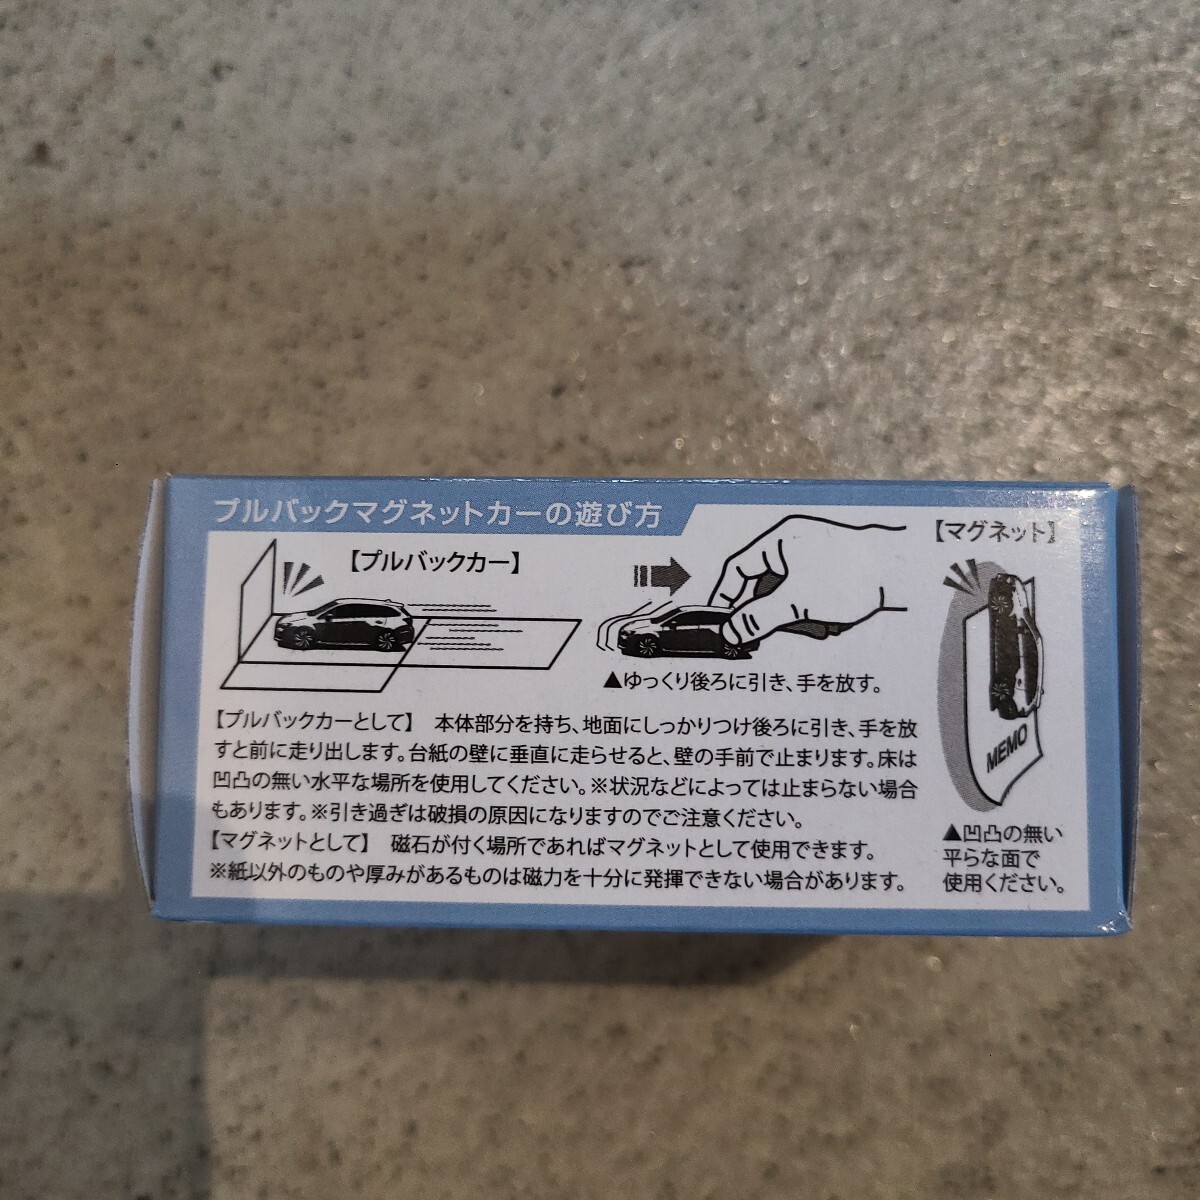 プルバックマグネットカーの遊び方
【プルバックカー】
▲ゆっくり後ろに引き、手を放す。
【プルバックカーとして】 本体部分を持ち、地面にしっかりつけ後ろに引き、手を放
すと前に走り出します。台紙の壁に垂直に走らせると、壁の手前で止まります。床は
凹凸の無い水平な場所を使用してください。※状況などによっては止まらない場合
もあります。※引き過ぎは破損の原因になりますのでご注意ください。
【マグネットとして】 磁石が付く場所であればマグネットとして使用できます。
※紙以外のものや厚みがあるものは磁力を十分に発揮できない場合があります。
【マグネット】
MEMO
▲凹凸の無い
平らな面で
使用ください。